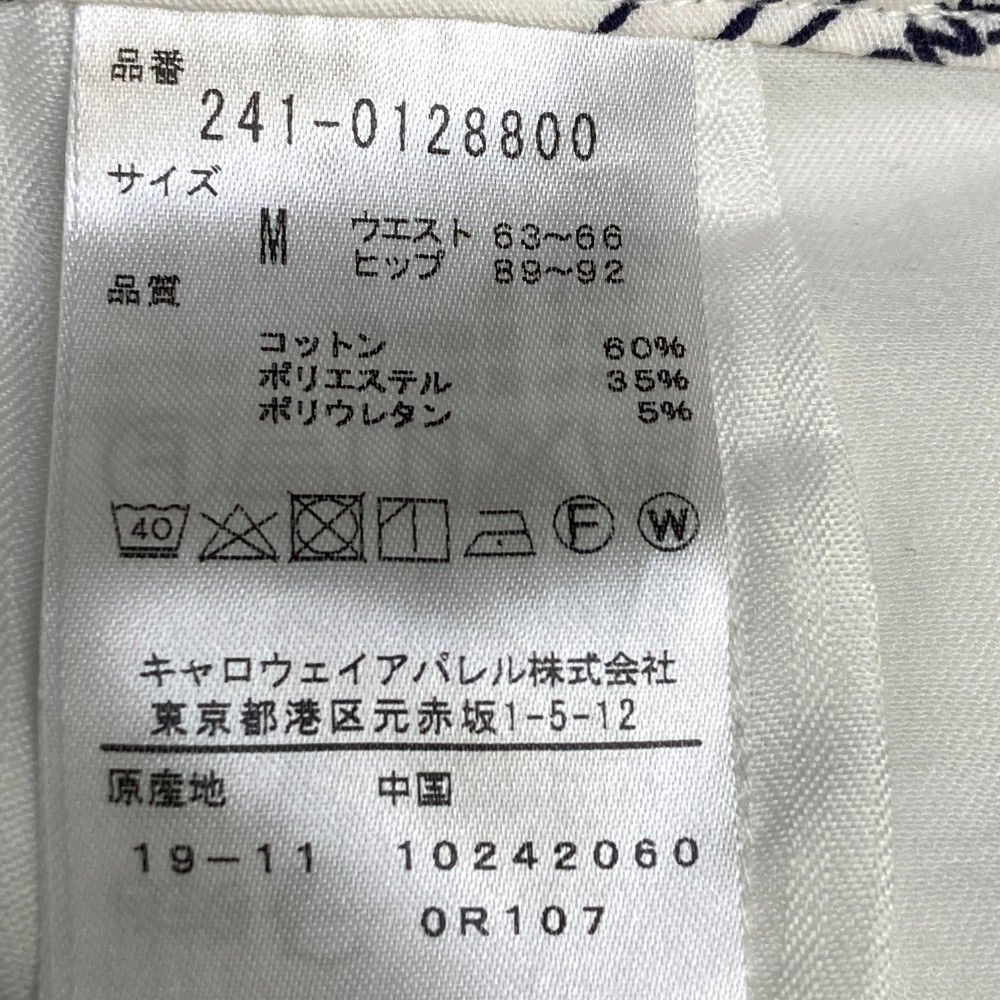 品番
241-0128800
サイズ
M ウエスト 63〜66
ヒップ 89〜92
品質
コットン 60%
ポリエステル 35%
ポリウレタン 5%
40 F W
キャロウェイアパレル株式会社
東京都港区元赤坂1-5-12
原産地 中国
19-11 10242060
0R107